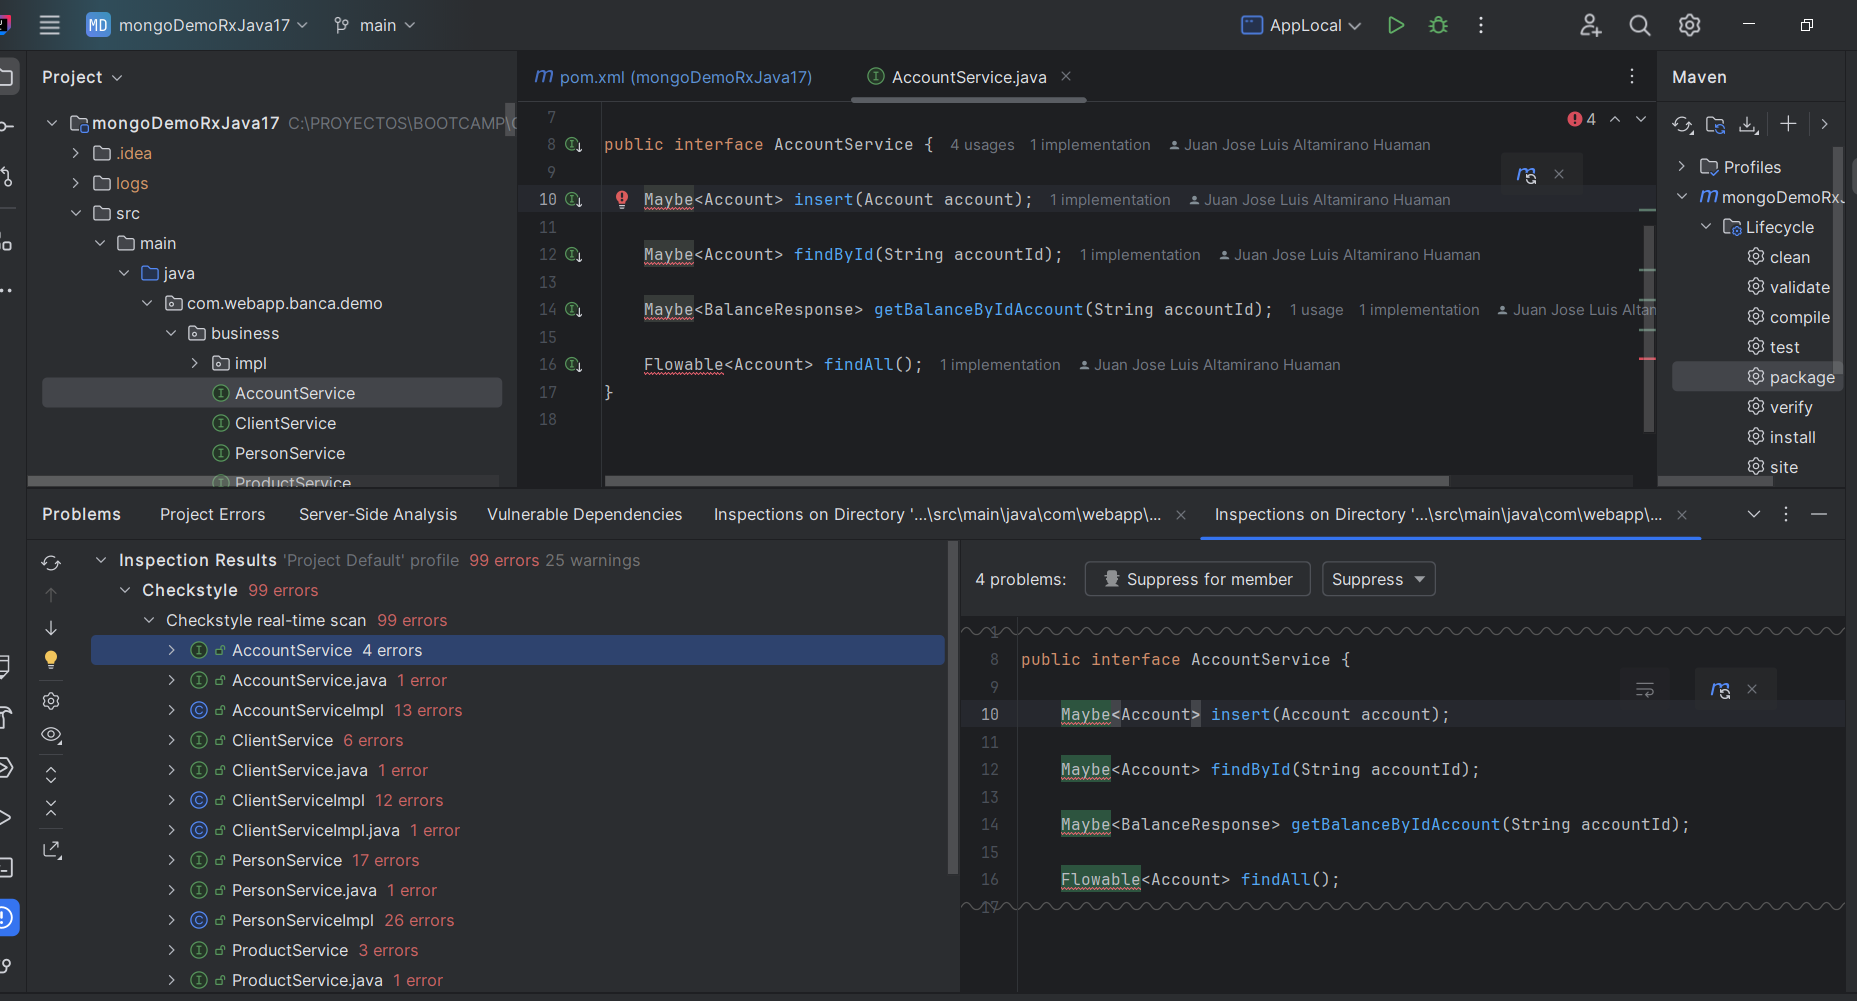 MD mongoDemoRxJava17 main AppLocal
Project
pom.xml (mongoDemoRxJava17) AccountService.java
Maven
mongoDemoRxJava17 C:\PROYECTOS\BOOTCAMP\
.idea
logs
src
main
java
com.webapp.banca.demo
business
impl
AccountService
ClientService
PersonService
ProductService
4
7
8 public interface AccountService { 4 usages 1 implementation Juan Jose Luis Altamirano Huaman
9
10 Maybe<Account> insert(Account account); 1 implementation Juan Jose Luis Altamirano Huaman
11
12 Maybe<Account> findById(String accountId); 1 implementation Juan Jose Luis Altamirano Huaman
13
14 Maybe<BalanceResponse> getBalanceByIdAccount(String accountId); 1 usage 1 implementation Juan Jose Luis Altan
15
16 Flowable<Account> findAll(); 1 implementation Juan Jose Luis Altamirano Huaman
17 }
18
Profiles
mongoDemoRx
Lifecycle
clean
validate
compile
test
package
verify
install
site
Problems Project Errors Server-Side Analysis Vulnerable Dependencies Inspections on Directory '...\src\main\java\com\webapp\... Inspections on Directory '...\src\main\java\com\webapp\...
Inspection Results 'Project Default' profile 99 errors 25 warnings
Checkstyle 99 errors
Checkstyle real-time scan 99 errors
AccountService 4 errors
AccountService.java 1 error
AccountServiceImpl 13 errors
ClientService 6 errors
ClientService.java 1 error
ClientServiceImpl 12 errors
ClientServiceImpl.java 1 error
PersonService 17 errors
PersonService.java 1 error
PersonServiceImpl 26 errors
ProductService 3 errors
ProductService.java 1 error
4 problems: Suppress for member Suppress
1
8 public interface AccountService {
9
10 Maybe<Account> insert(Account account);
11
12 Maybe<Account> findById(String accountId);
13
14 Maybe<BalanceResponse> getBalanceByIdAccount(String accountId);
15
16 Flowable<Account> findAll();
17